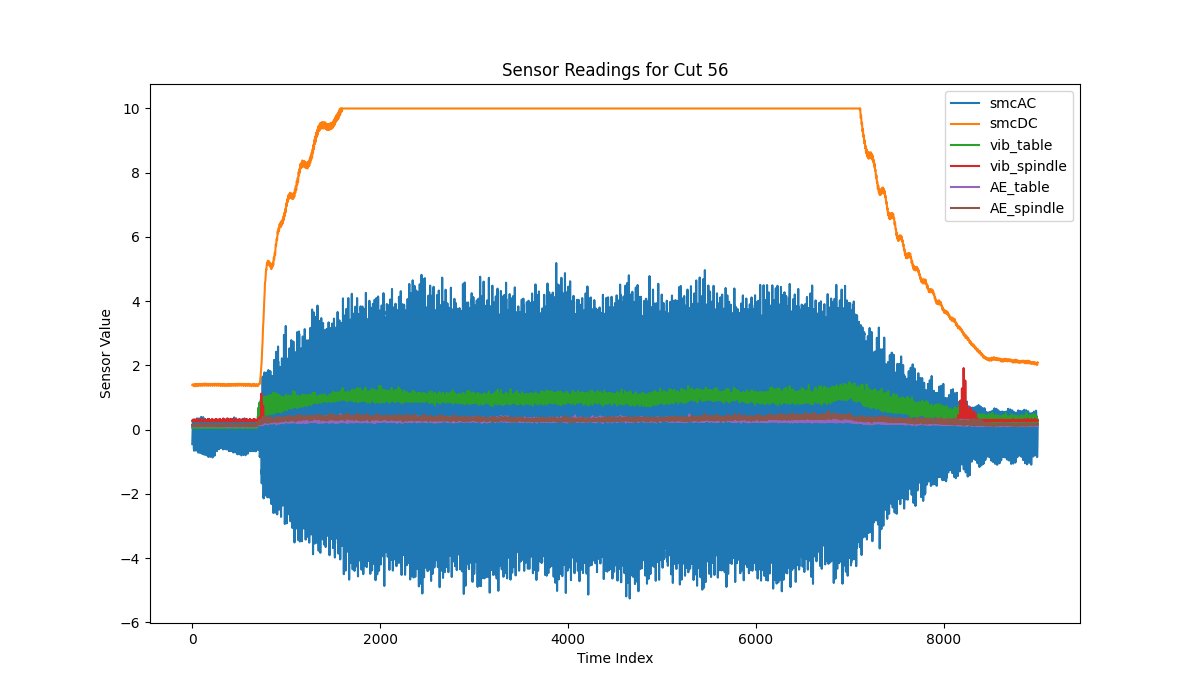 Sensor Readings for Cut 56
10
8
6
4
2
0
−2
−4
−6
Sensor Value
smcAC
smcDC
vib_table
vib_spindle
AE_table
AE_spindle
0 2000 4000 6000 8000
Time Index